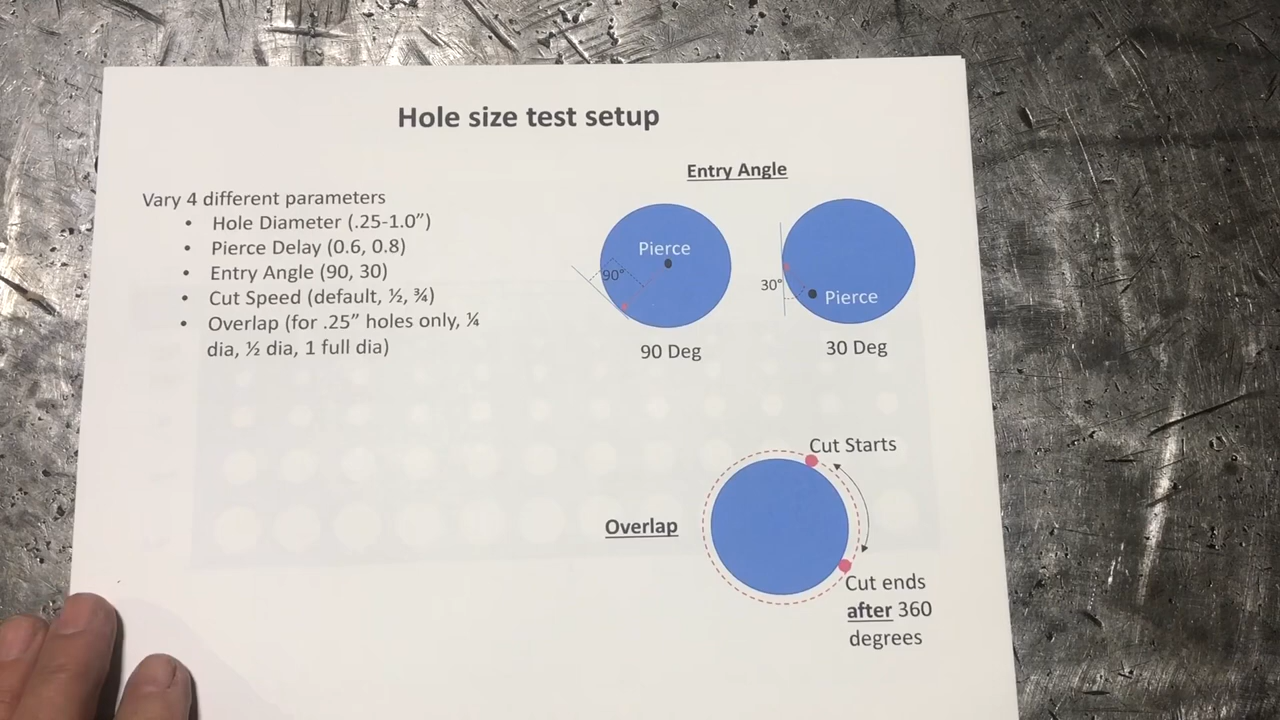 Hole size test setup
Vary 4 different parameters
• Hole Diameter (.25-1.0”)
• Pierce Delay (0.6, 0.8)
• Entry Angle (90, 30)
• Cut Speed (default, ½, ¾)
• Overlap (for .25” holes only, ¼
dia, ½ dia, 1 full dia)
Entry Angle
Pierce
90°
90 Deg
30°
Pierce
30 Deg
Cut Starts
Overlap
Cut ends
after 360
degrees